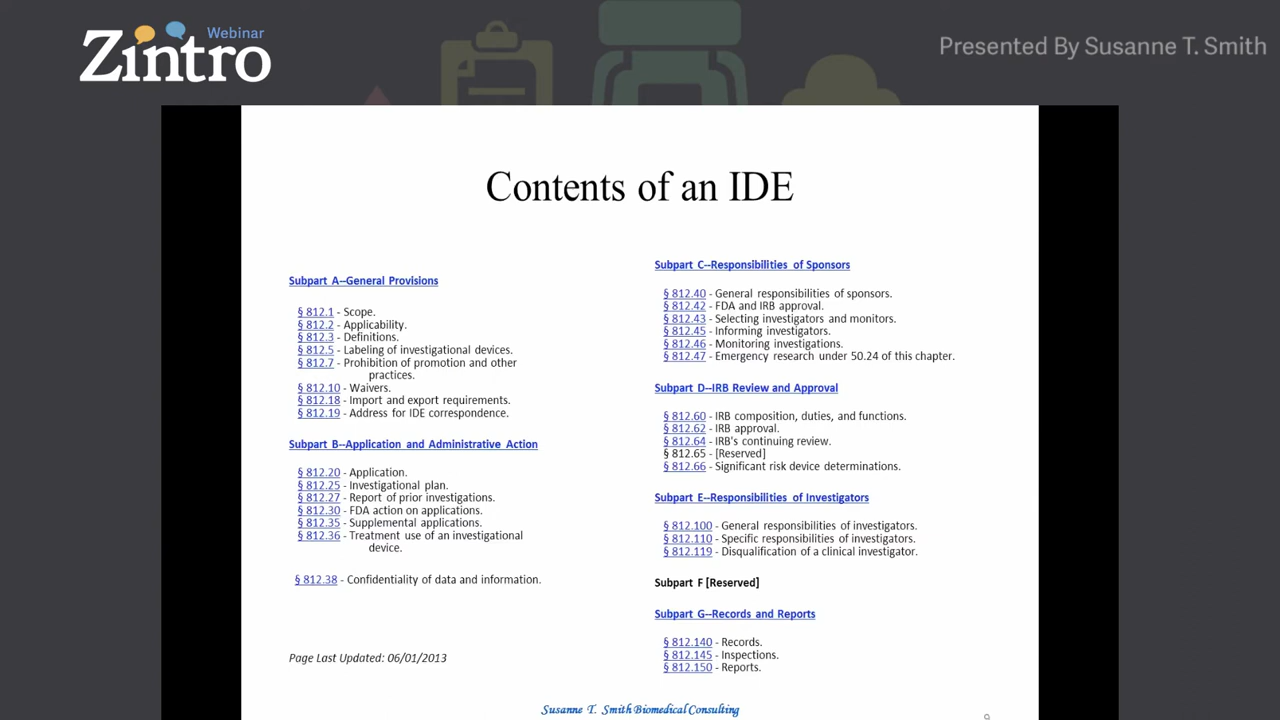 Zintro
Webinar
Presented By Susanne T. Smith
Contents of an IDE
Subpart A--General Provisions
§ 812.1 - Scope.
§ 812.2 - Applicability.
§ 812.3 - Definitions.
§ 812.5 - Labeling of investigational devices.
§ 812.7 - Prohibition of promotion and other
practices.
§ 812.10 - Waivers.
§ 812.18 - Import and export requirements.
§ 812.19 - Address for IDE correspondence.
Subpart B--Application and Administrative Action
§ 812.20 - Application.
§ 812.25 - Investigational plan.
§ 812.27 - Report of prior investigations.
§ 812.30 - FDA action on applications.
§ 812.35 - Supplemental applications.
§ 812.36 - Treatment use of an investigational
device.
§ 812.38 - Confidentiality of data and information.
Page Last Updated: 06/01/2013
Subpart C--Responsibilities of Sponsors
§ 812.40 - General responsibilities of sponsors.
§ 812.42 - FDA and IRB approval.
§ 812.43 - Selecting investigators and monitors.
§ 812.45 - Informing investigators.
§ 812.46 - Monitoring investigations.
§ 812.47 - Emergency research under 50.24 of this chapter.
Subpart D--IRB Review and Approval
§ 812.60 - IRB composition, duties, and functions.
§ 812.62 - IRB approval.
§ 812.64 - IRB's continuing review.
§ 812.65 - [Reserved]
§ 812.66 - Significant risk device determinations.
Subpart E--Responsibilities of Investigators
§ 812.100 - General responsibilities of investigators.
§ 812.110 - Specific responsibilities of investigators.
§ 812.119 - Disqualification of a clinical investigator.
Subpart F [Reserved]
Subpart G--Records and Reports
§ 812.140 - Records.
§ 812.145 - Inspections.
§ 812.150 - Reports.
Susanne T. Smith Biomedical Consulting
9